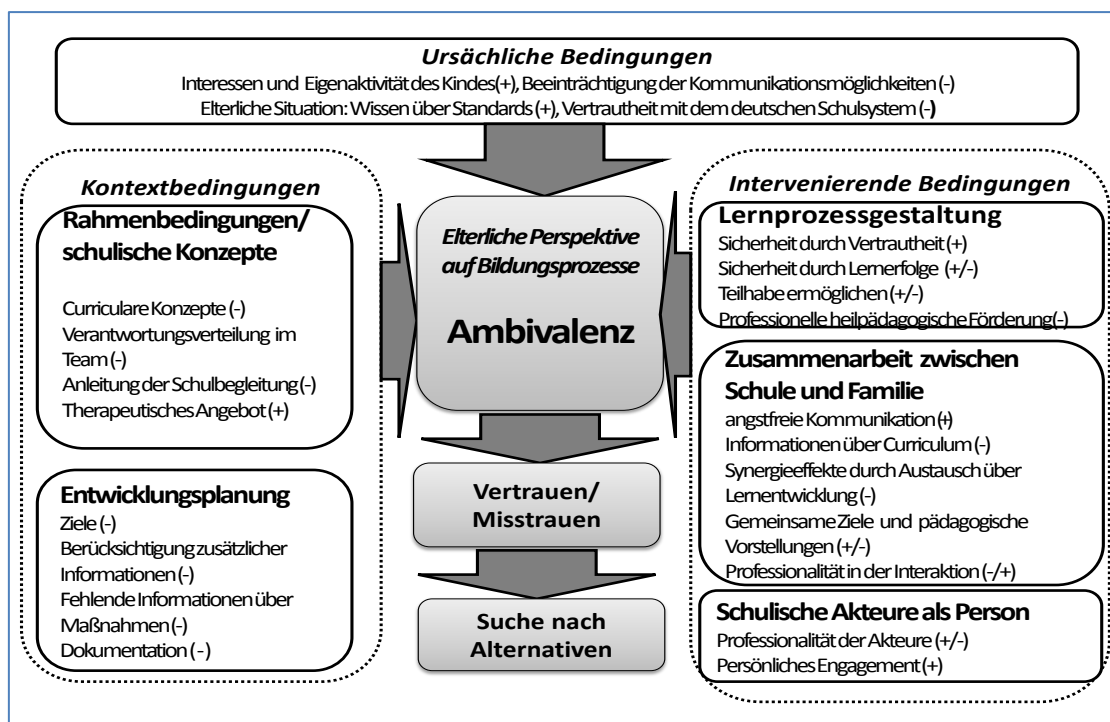 Ursächliche Bedingungen
Interessen und Eigenaktivität des Kindes(+), Beeinträchtigung der Kommunikationsmöglichkeiten (-)
Elterliche Situation: Wissen über Standards (+), Vertrautheit mit dem deutschen Schulsystem (-)
Kontextbedingungen
Rahmenbedingungen/
schulische Konzepte
Curriculare Konzepte (-)
Verantwortungsverteilung im
Team (-)
Anleitung der Schulbegleitung (-)
Therapeutisches Angebot (+)
Entwicklungsplanung
Ziele (-)
Berücksichtigung zusätzlicher
Informationen (-)
Fehlende Informationen über
Maßnahmen (-)
Dokumentation (-)
Elterliche Perspektive
auf Bildungsprozesse
Ambivalenz
Vertrauen/
Misstrauen
Suche nach
Alternativen
Intervenierende Bedingungen
Lernprozessgestaltung
Sicherheit durch Vertrautheit (+)
Sicherheit durch Lernerfolge (+/-)
Teilhabe ermöglichen (+/-)
Professionelle heilpädagogische Förderung(-)
Zusammenarbeit zwischen
Schule und Familie
angstfreie Kommunikation (+)
Informationen über Curriculum (-)
Synergieeffekte durch Austausch über
Lernentwicklung (-)
Gemeinsame Ziele und pädagogische
Vorstellungen (+/-)
Professionalität in der Interaktion (-/+)
Schulische Akteure als Person
Professionalität der Akteure (+/-)
Persönliches Engagement (+)